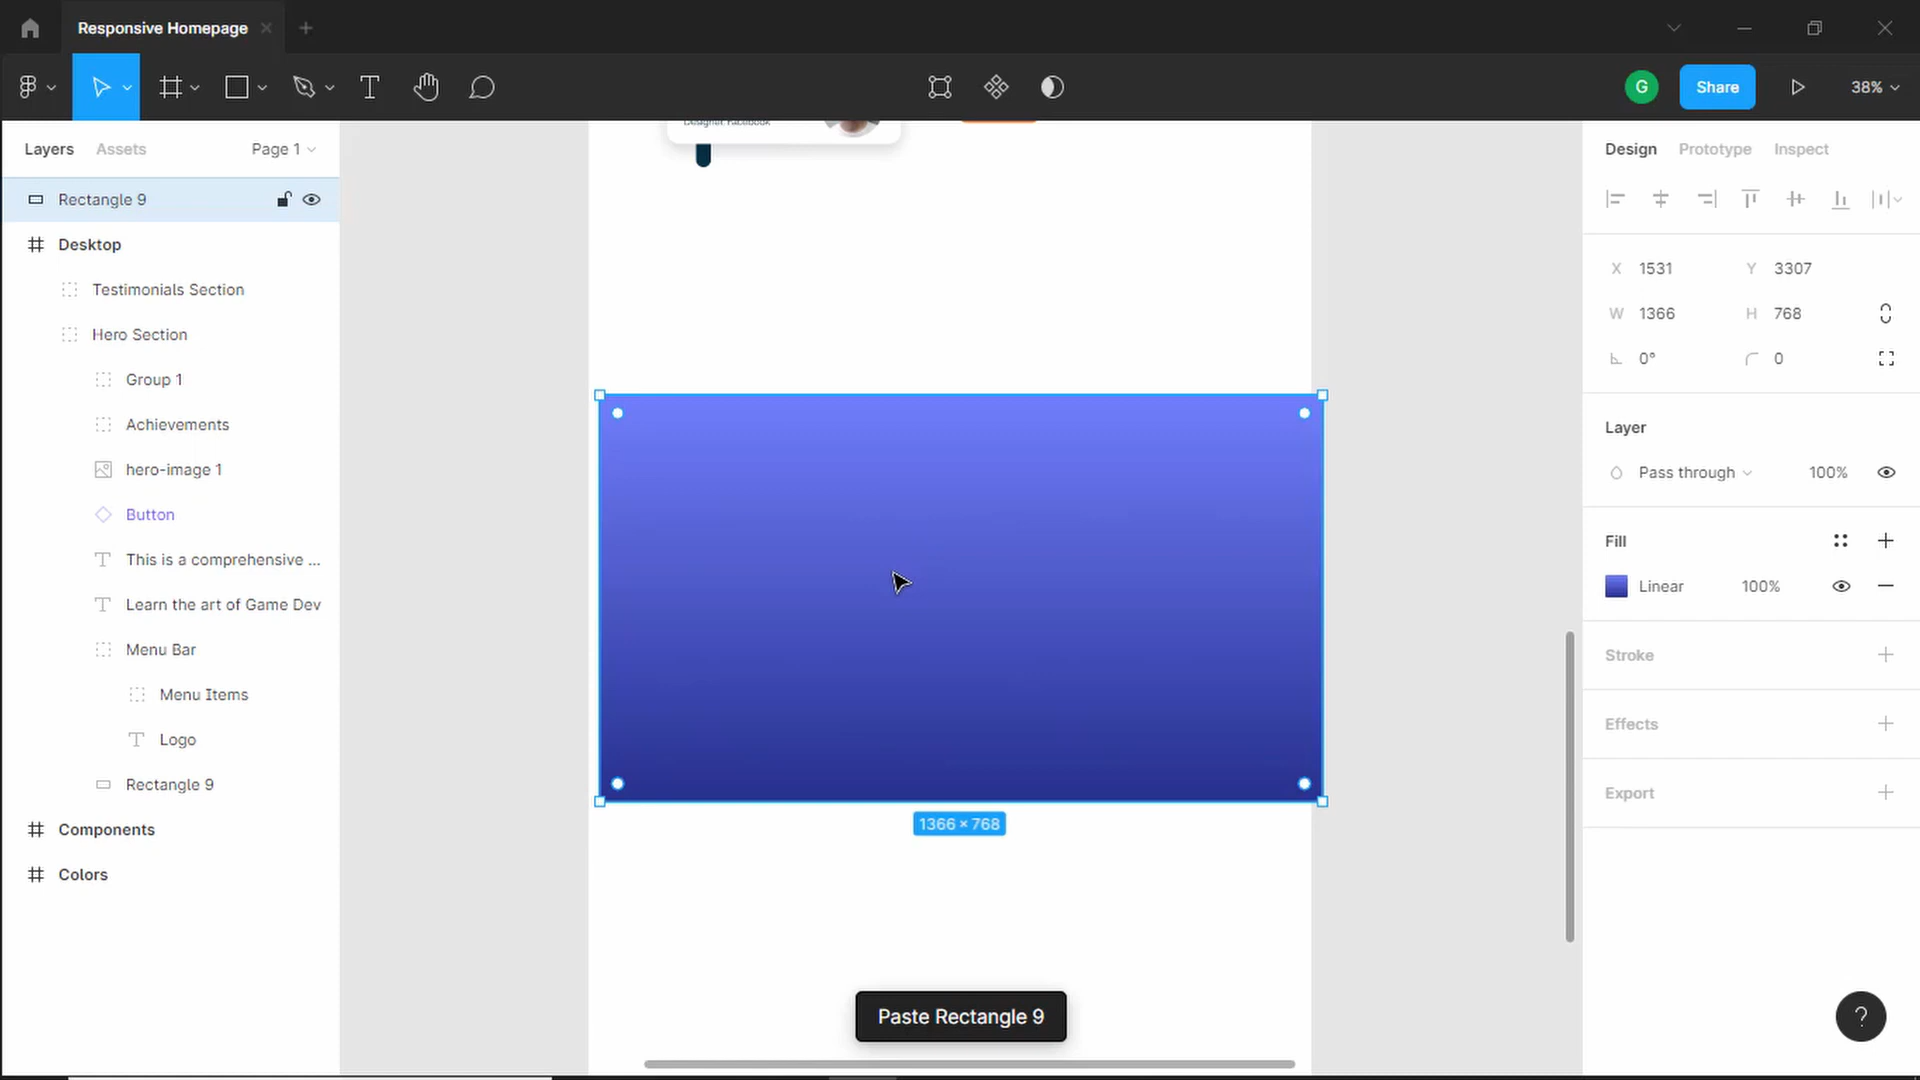 Responsive Homepage
G
Share
38%
Layers
Assets
Page 1
Design
Prototype
Inspect
Designer Facebook
Rectangle 9
Desktop
Testimonials Section
Hero Section
Group 1
Achievements
hero-image 1
Button
This is a comprehensive ...
Learn the art of Game Dev
Menu Bar
Menu Items
Logo
Rectangle 9
Components
Colors
1366 × 768
Paste Rectangle 9
X 1531 Y 3307
W 1366 H 768
0° 0
Layer
Pass through 100%
Fill
Linear 100%
Stroke
Effects
Export
?